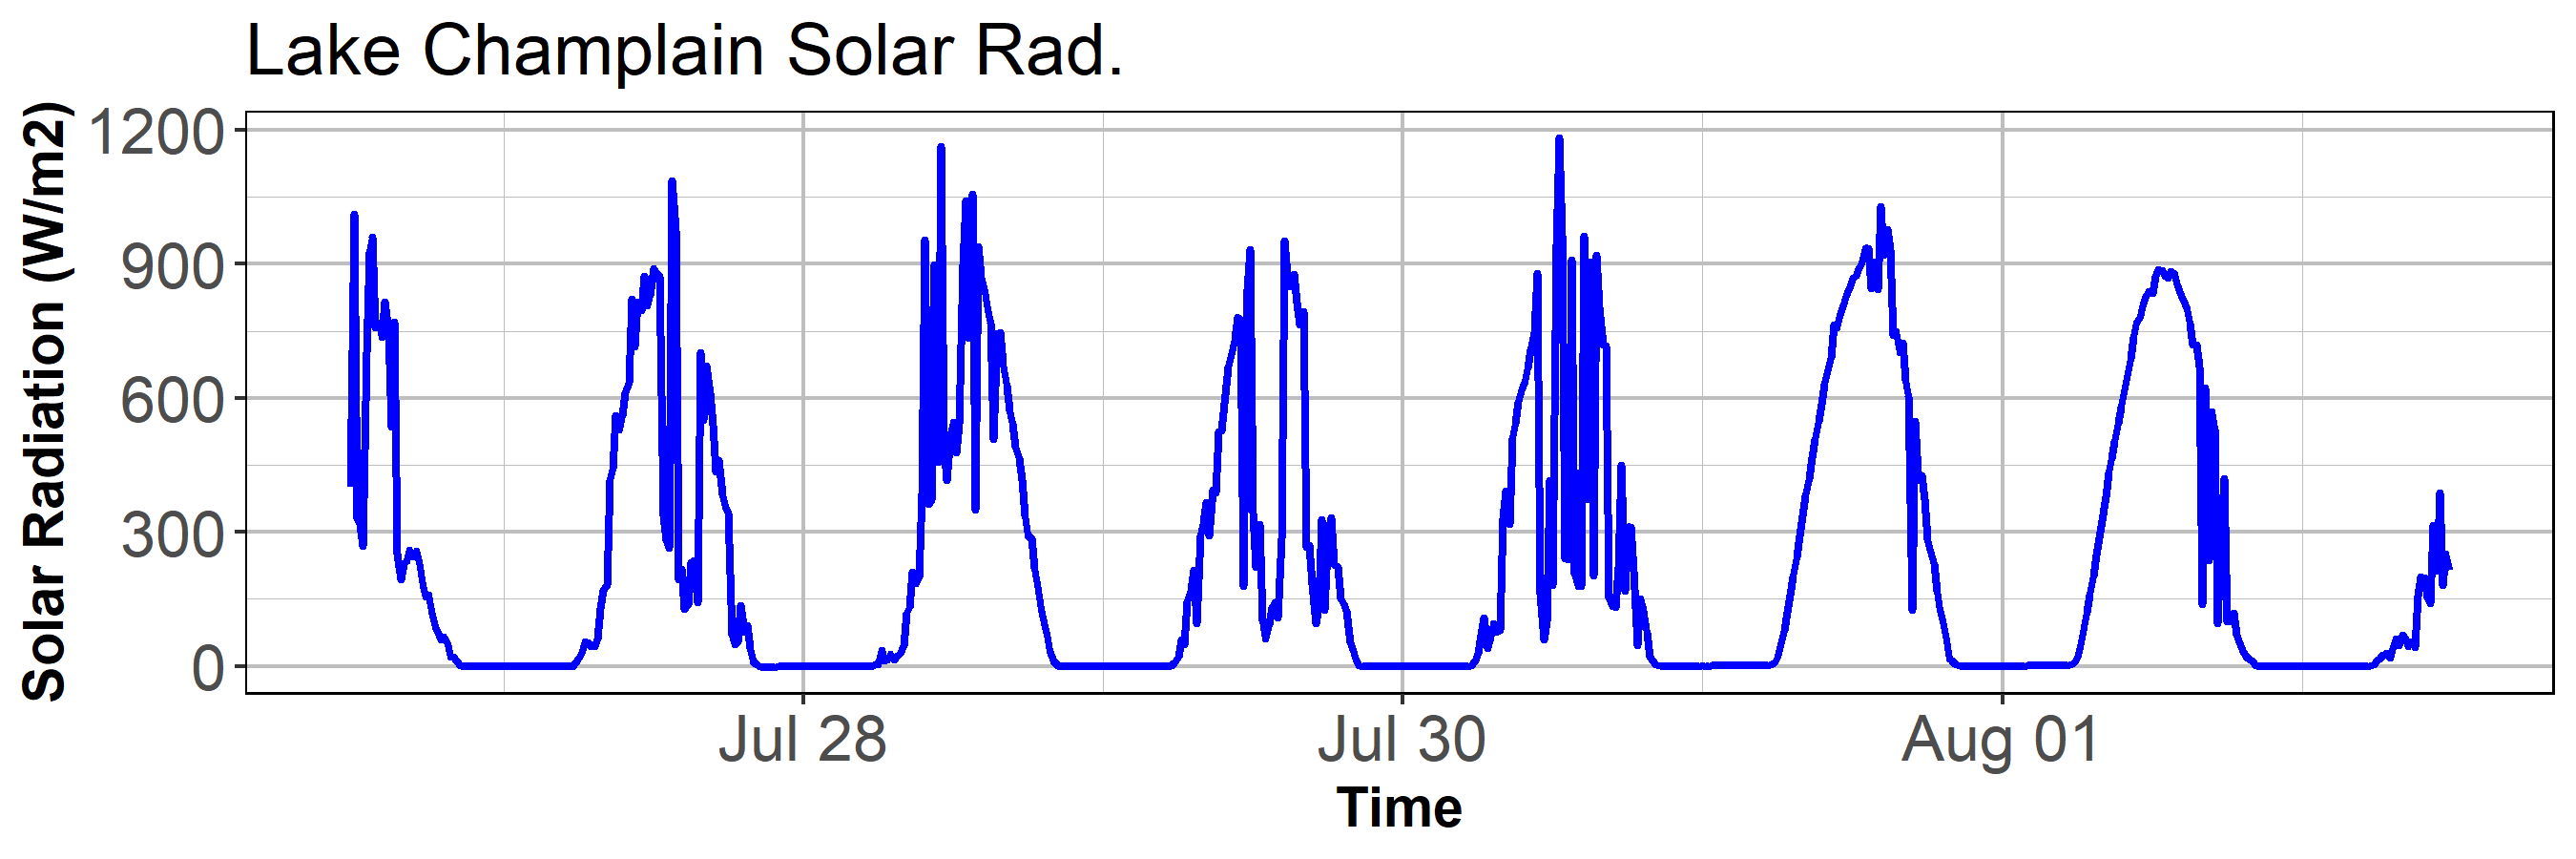 Lake Champlain Solar Rad.
Solar Radiation (W/m2)
1200
900
600
300
0
Jul 28
Jul 30
Aug 01
Time